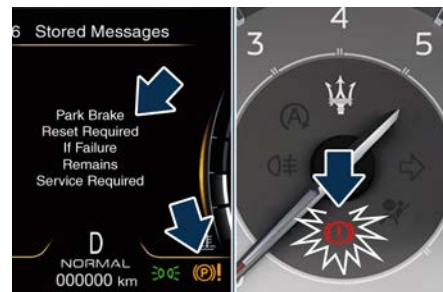 6 Stored Messages
Park Brake
Reset Required
If Failure
Remains
Service Required
D
NORMAL
000000 km
(P)!
3
4
5
(A)
(!)